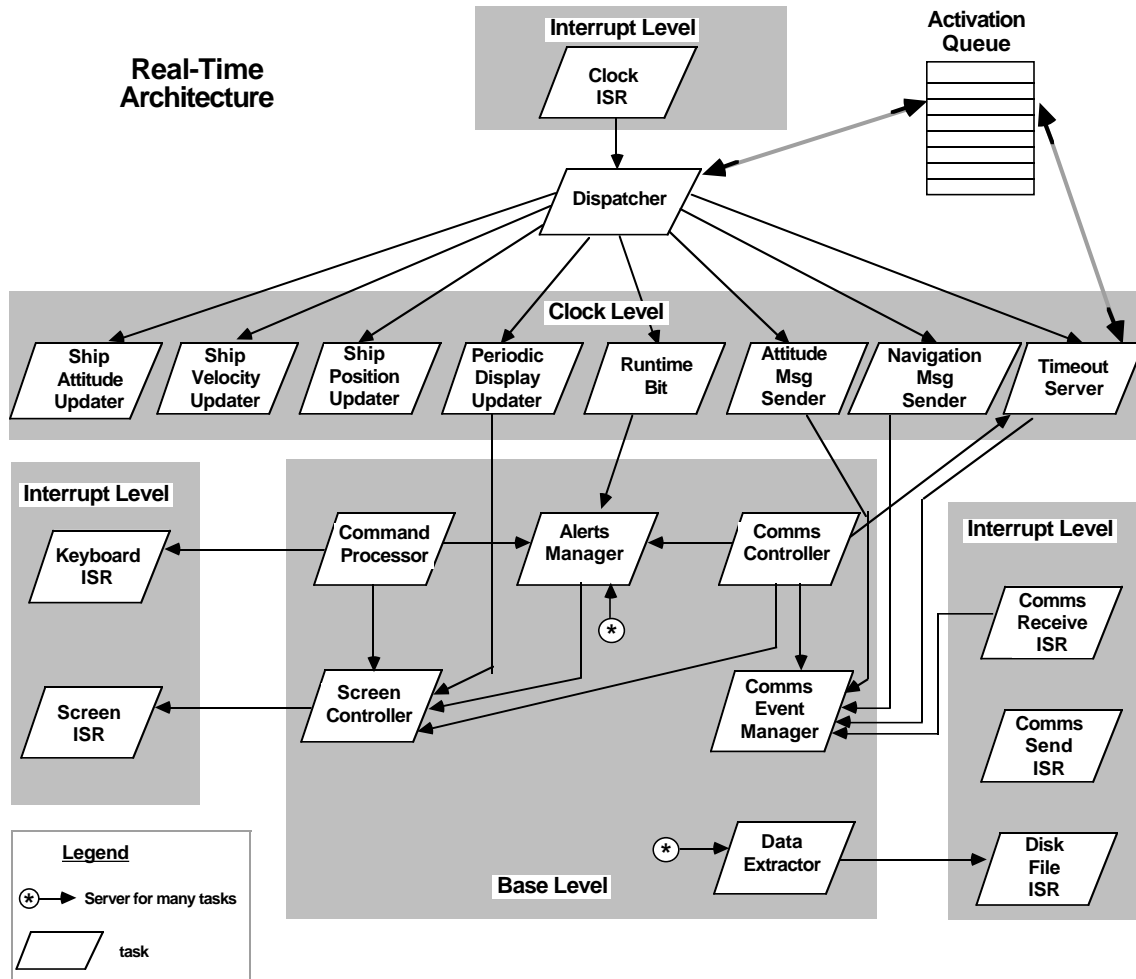 Real-Time
Architecture
Interrupt Level
Clock
ISR
Activation
Queue
Dispatcher
Clock Level
Ship
Attitude
Updater
Ship
Velocity
Updater
Ship
Position
Updater
Periodic
Display
Updater
Runtime
Bit
Attitude
Msg
Sender
Navigation
Msg
Sender
Timeout
Server
Interrupt Level
Keyboard
ISR
Screen
ISR
Command
Processor
Alerts
Manager
Comms
Controller
*
Screen
Controller
Comms
Event
Manager
*
Data
Extractor
Base Level
Interrupt Level
Comms
Receive
ISR
Comms
Send
ISR
Disk
File
ISR
Legend
* Server for many tasks
task